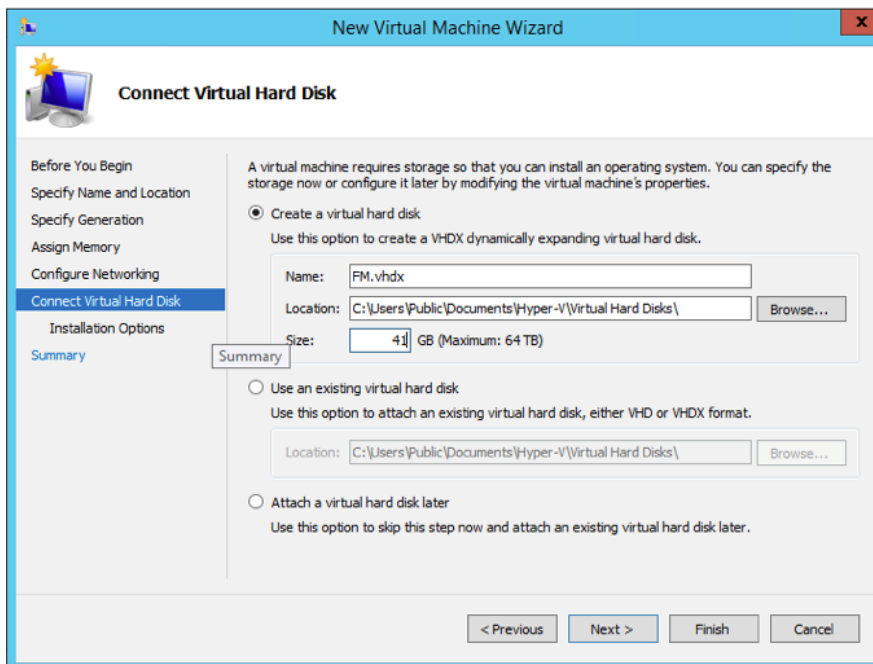 New Virtual Machine Wizard
x
Connect Virtual Hard Disk
Before You Begin
Specify Name and Location
Specify Generation
Assign Memory
Configure Networking
Connect Virtual Hard Disk
Installation Options
Summary
Summary
A virtual machine requires storage so that you can install an operating system. You can specify the
storage now or configure it later by modifying the virtual machine's properties.
Create a virtual hard disk
Use this option to create a VHDX dynamically expanding virtual hard disk.
Name: FM.vhdx
Location: C:\Users\Public\Documents\Hyper-V\Virtual Hard Disks\ Browse...
Size: 41 GB (Maximum: 64 TB)
Use an existing virtual hard disk
Use this option to attach an existing virtual hard disk, either VHD or VHDX format.
Location: C:\Users\Public\Documents\Hyper-V\Virtual Hard Disks\ Browse...
Attach a virtual hard disk later
Use this option to skip this step now and attach an existing virtual hard disk later.
< Previous Next > Finish Cancel